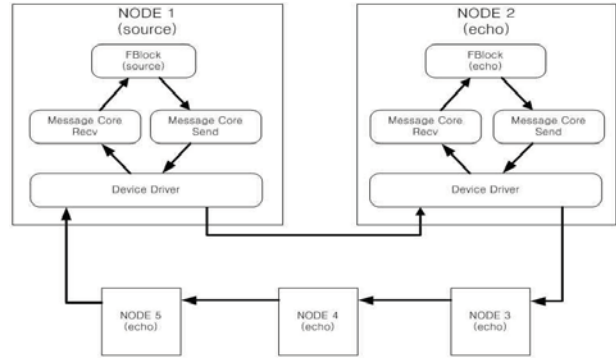 NODE 1
(source)
FBlock
(source)
Message Core
Recv
Message Core
Send
Device Driver
NODE 2
(echo)
FBlock
(echo)
Message Core
Recv
Message Core
Send
Device Driver
NODE 5
(echo)
NODE 4
(echo)
NODE 3
(echo)